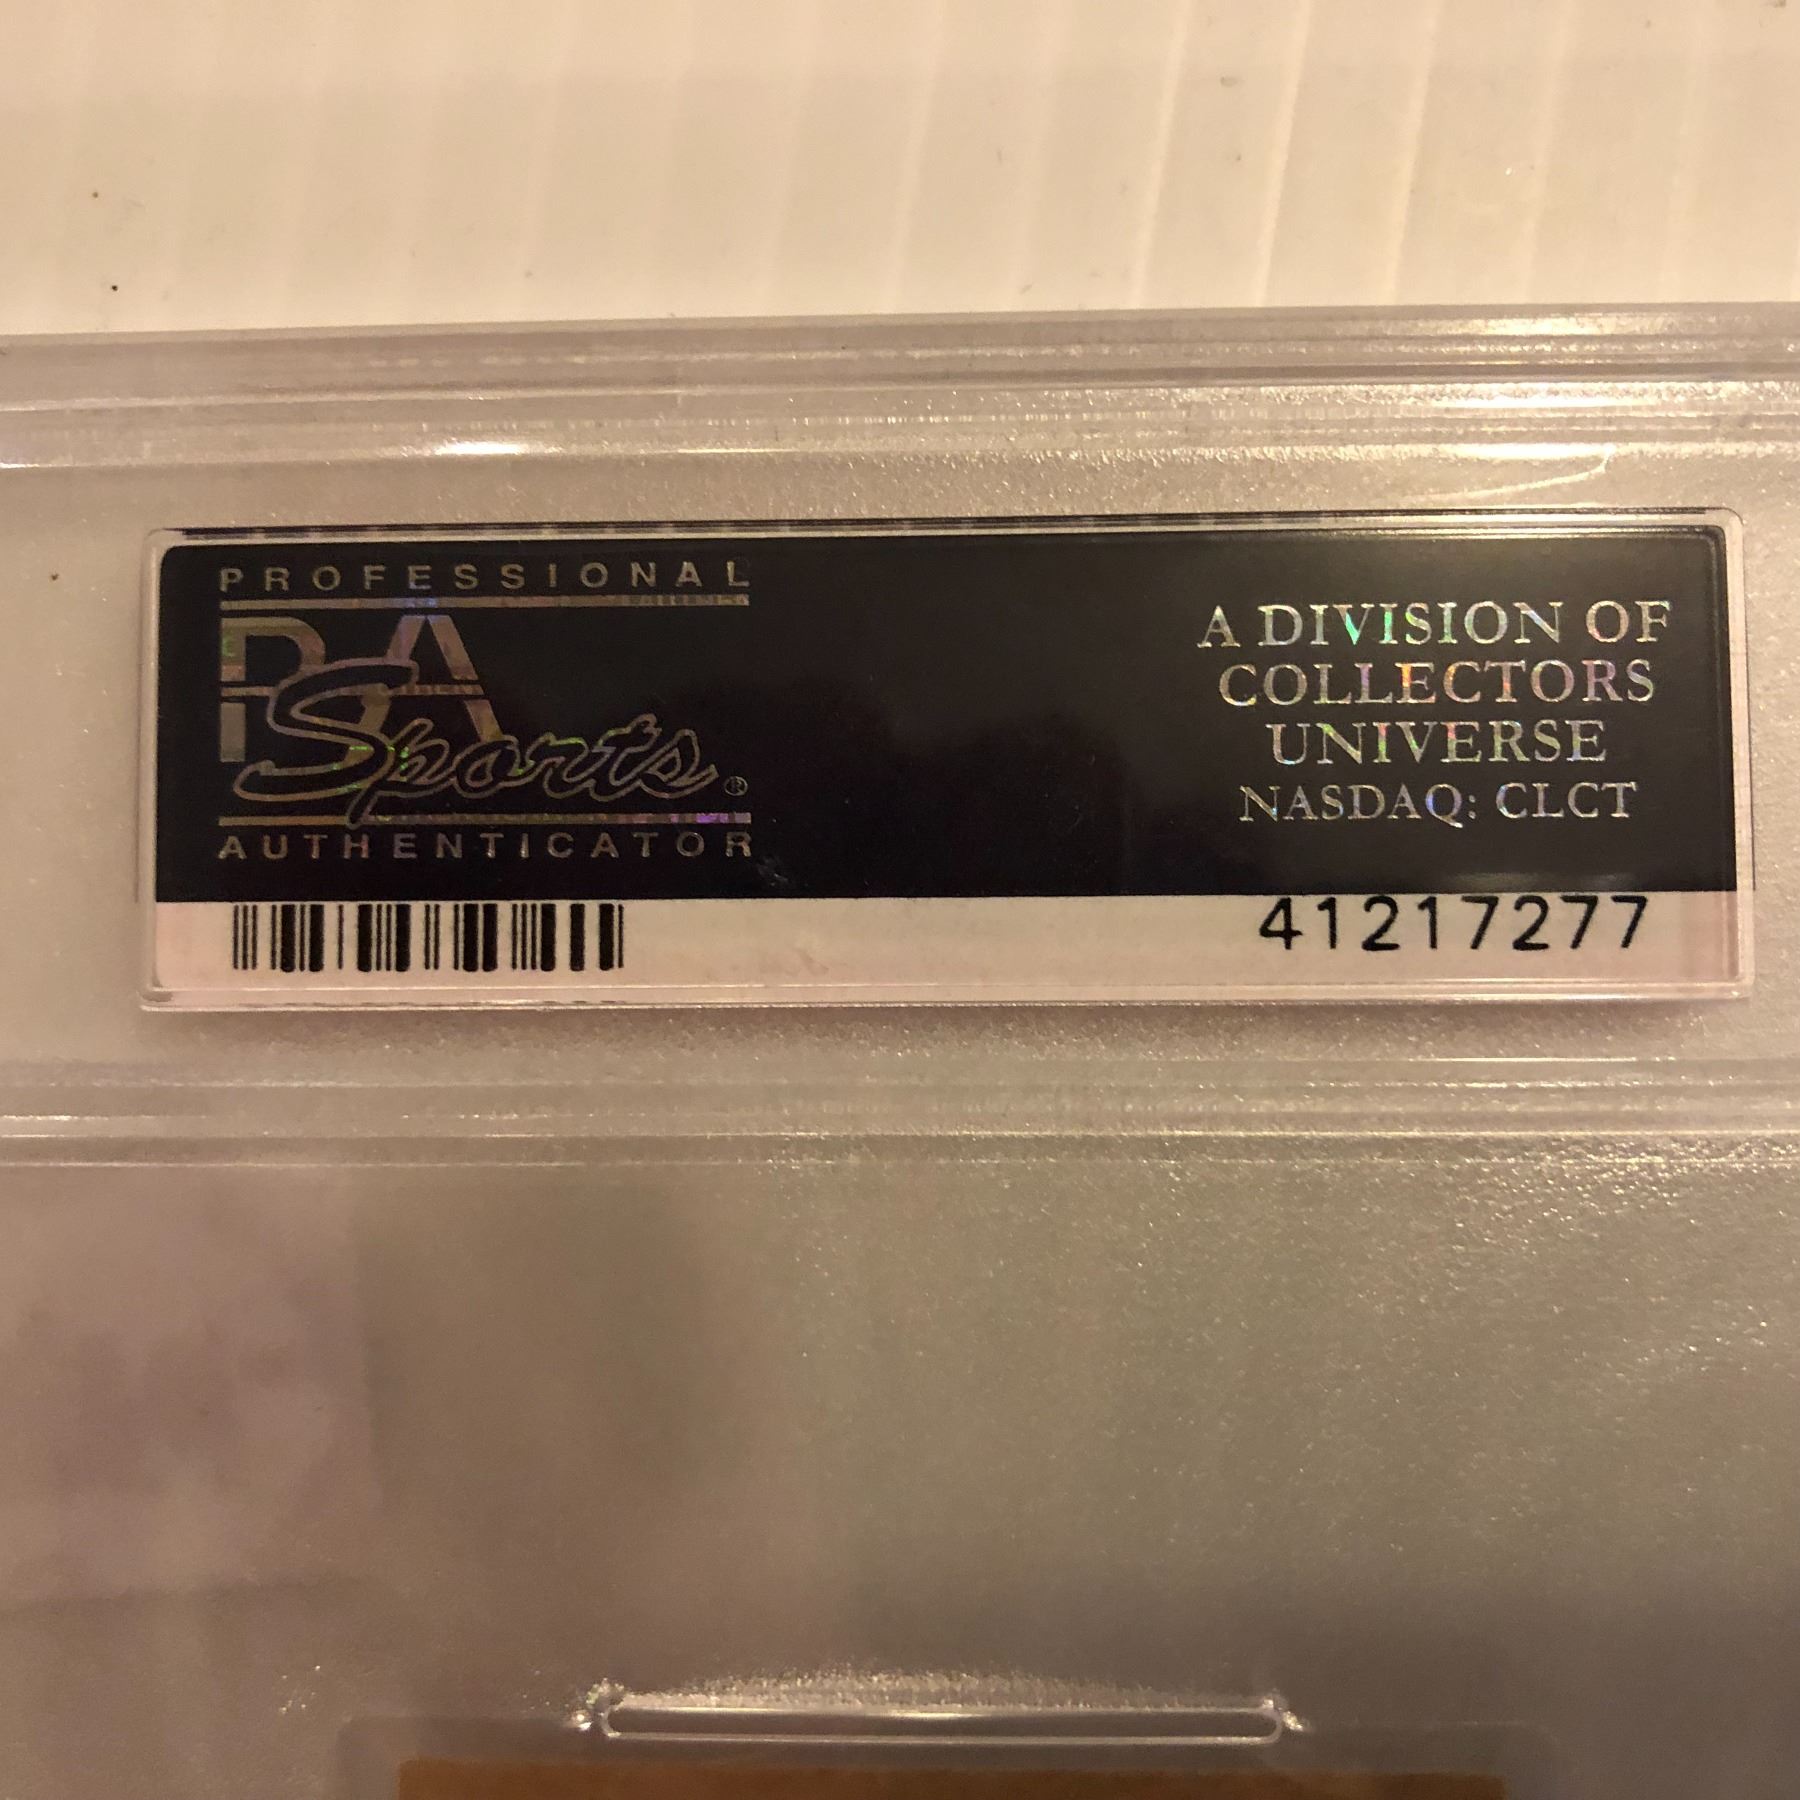 PROFESSIONAL
PSA
Sports®
AUTHENTICATOR
A DIVISION OF
COLLECTORS
UNIVERSE
NASDAQ: CLCT
41217277